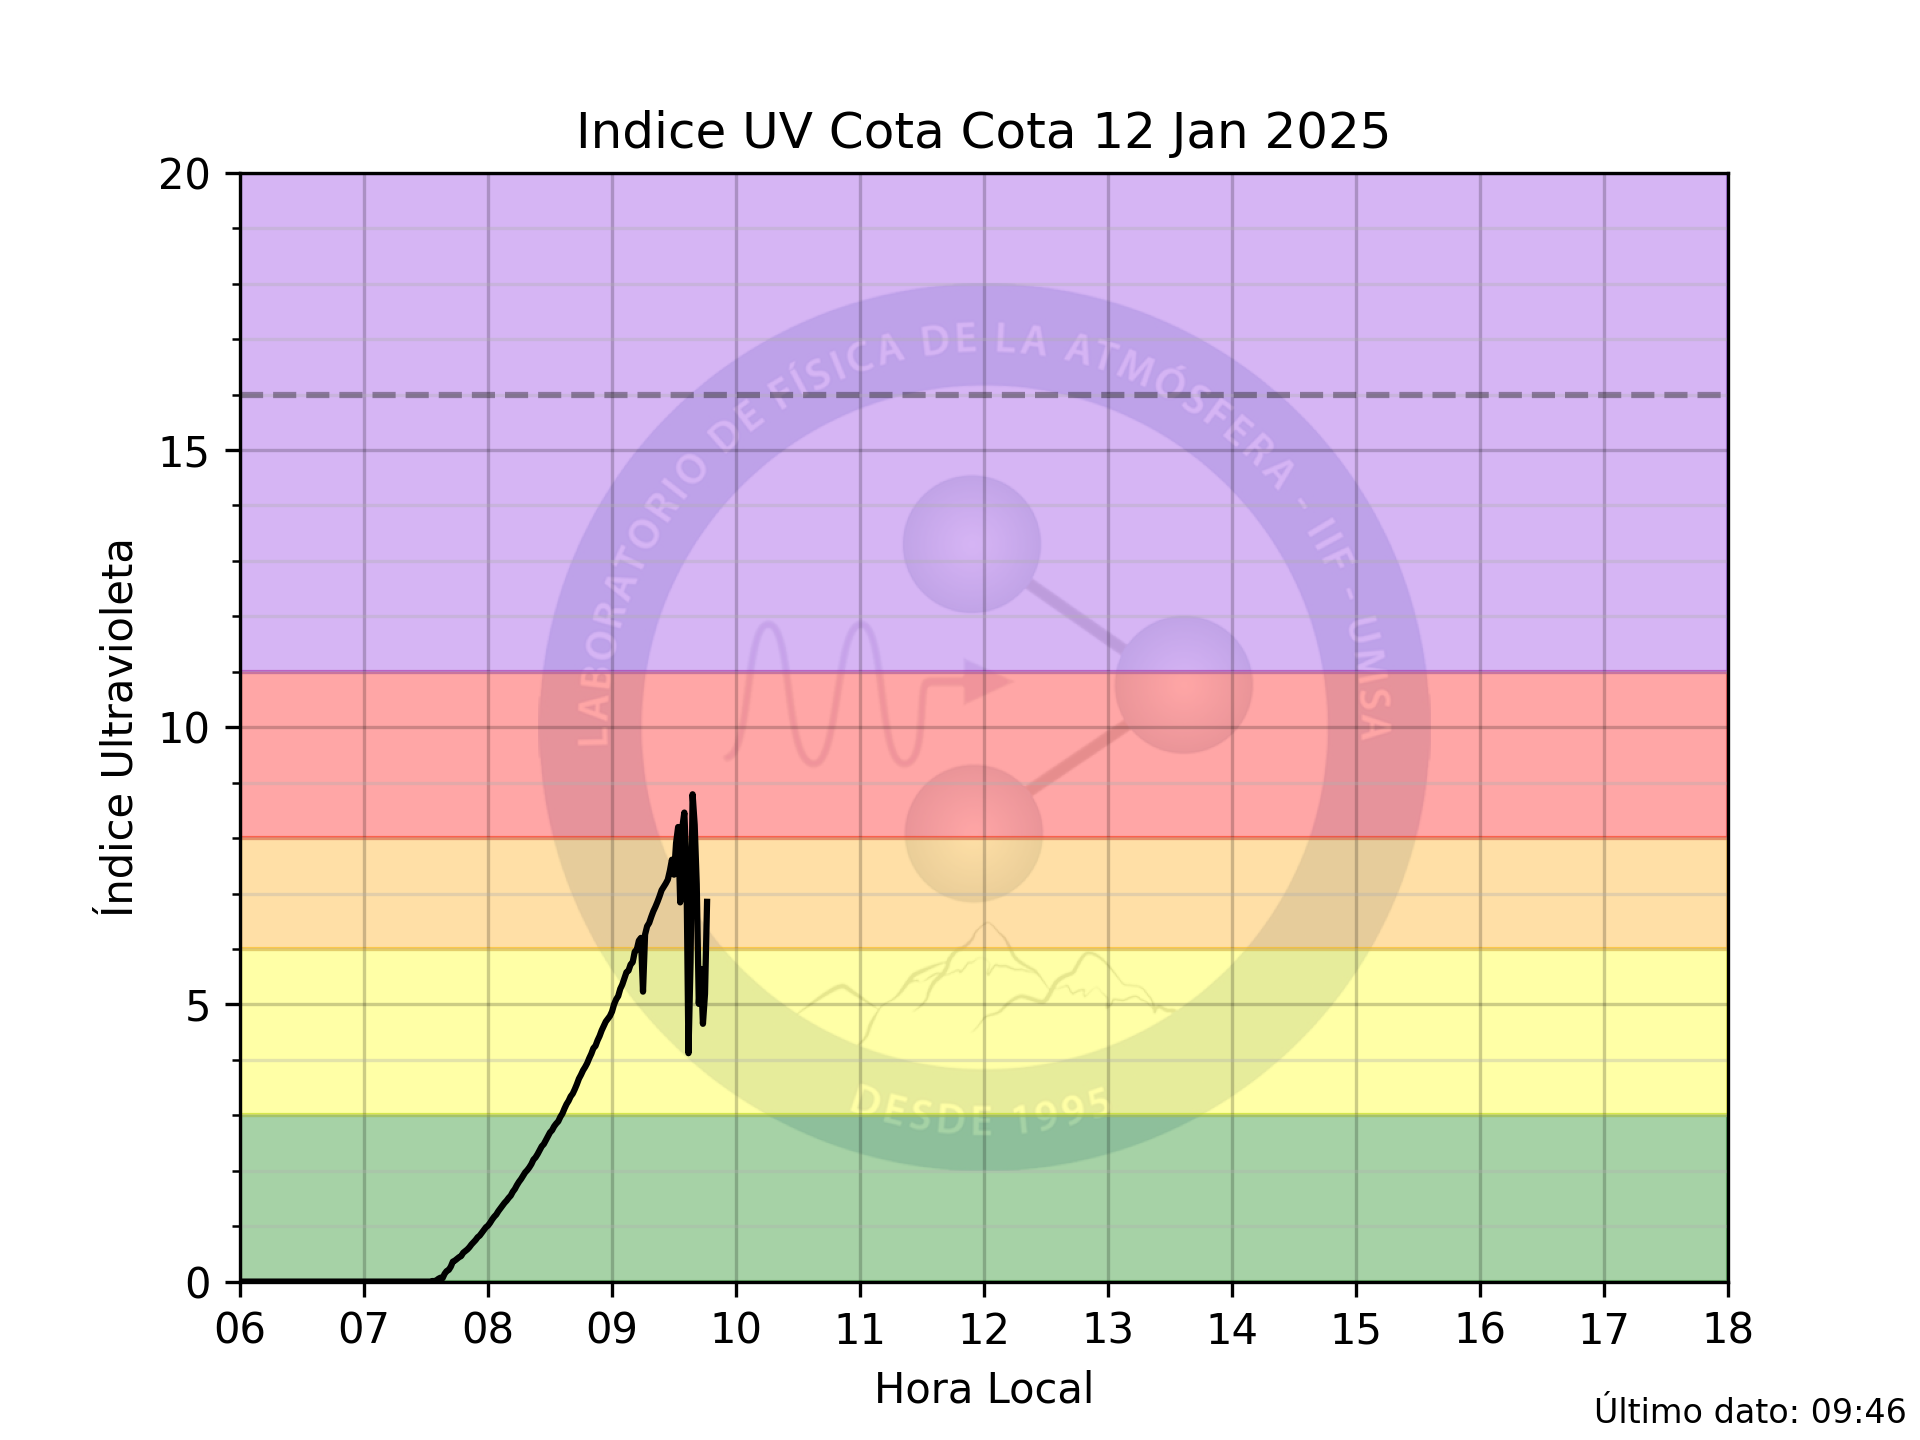 Indice UV Cota Cota 12 Jan 2025
20
15
10
5
0
Índice Ultravioleta
LABORATORIO DE FÍSICA DE LA ATMÓSFERA - IIF - UMSA
DESDE 1995
06 07 08 09 10 11 12 13 14 15 16 17 18
Hora Local
Último dato: 09:46